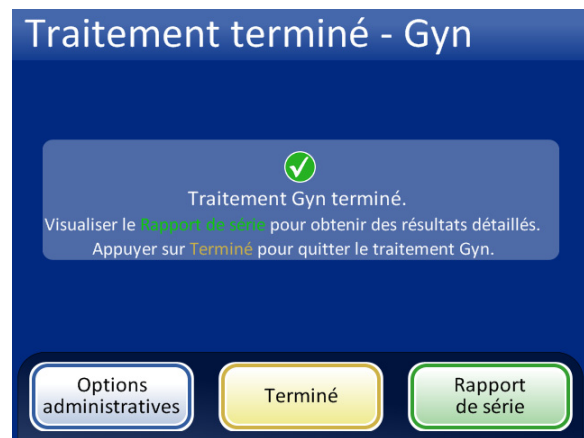 Traitement terminé - Gyn
Traitement Gyn terminé.
Visualiser le Rapport de série pour obtenir des résultats détaillés.
Appuyer sur Terminé pour quitter le traitement Gyn.
Options
administratives
Terminé
Rapport
de série